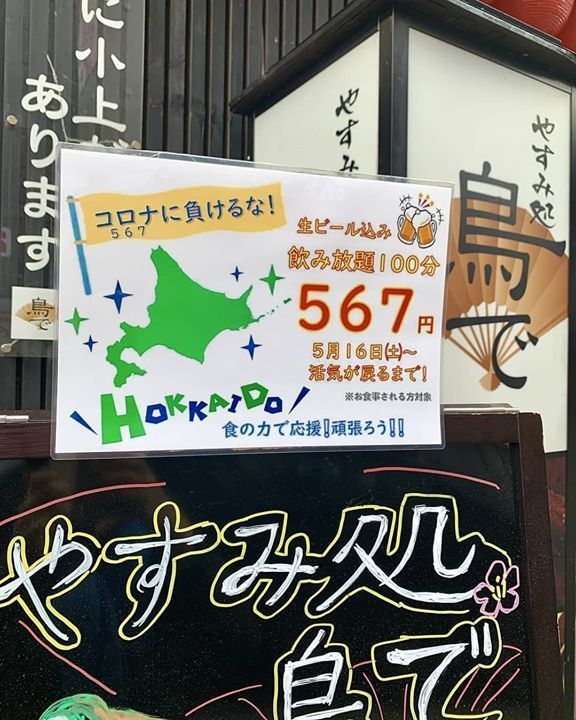 に小上が
あります
鳥で
やすみ
やすみ処
鳥で
コロナに負けるな!
567
生ビール込み
飲み放題100分
567円
5月16日(土)~
活気が戻るまで!
※お食事される方対象
HOKKAIDO
食の力で応援!頑張ろう!!
やすみ処
鳥で